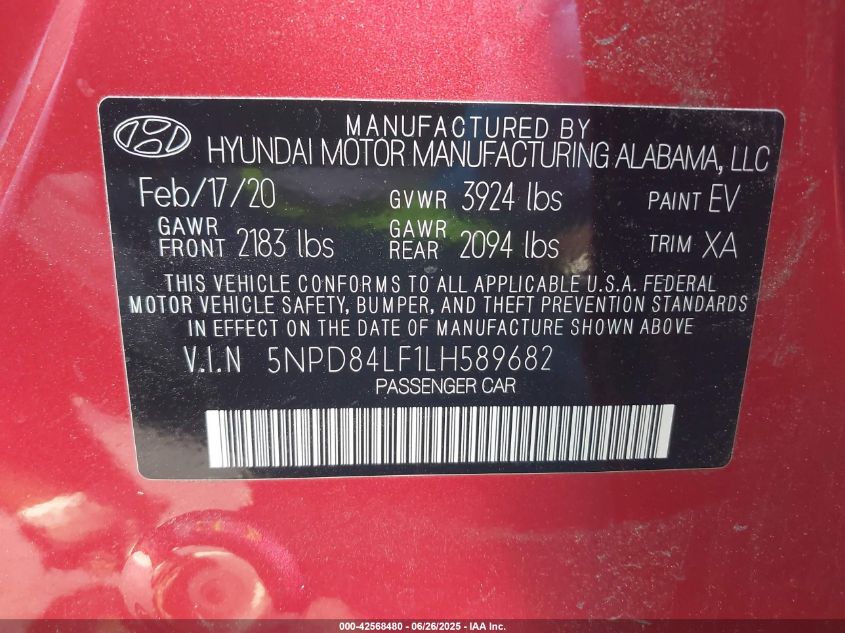 MANUFACTURED BY
HYUNDAI MOTOR MANUFACTURING ALABAMA, LLC
Feb/17/20 GVWR 3924 lbs PAINT EV
GAWR FRONT 2183 lbs GAWR REAR 2094 lbs TRIM XA
THIS VEHICLE CONFORMS TO ALL APPLICABLE U.S.A. FEDERAL
MOTOR VEHICLE SAFETY, BUMPER, AND THEFT PREVENTION STANDARDS
IN EFFECT ON THE DATE OF MANUFACTURE SHOWN ABOVE
V.I.N 5NPD84LF1LH589682
PASSENGER CAR
000-42568480 - 06/26/2025 - IAA Inc.